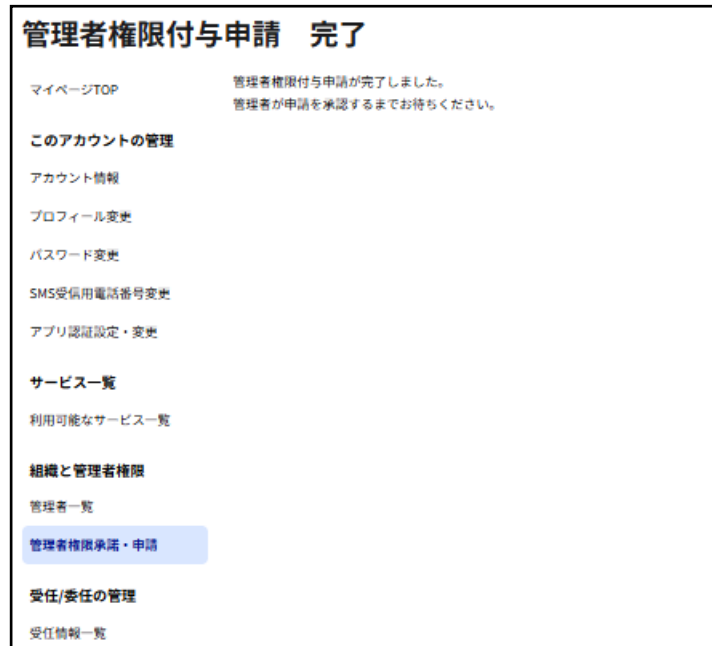 管理者権限付与申請　完了
マイページTOP
管理者権限付与申請が完了しました。
管理者が申請を承認するまでお待ちください。
このアカウントの管理
アカウント情報
プロフィール変更
パスワード変更
SMS受信用電話番号変更
アプリ認証設定・変更
サービス一覧
利用可能なサービス一覧
組織と管理者権限
管理者一覧
管理者権限承諾・申請
受任/委任の管理
受任情報一覧